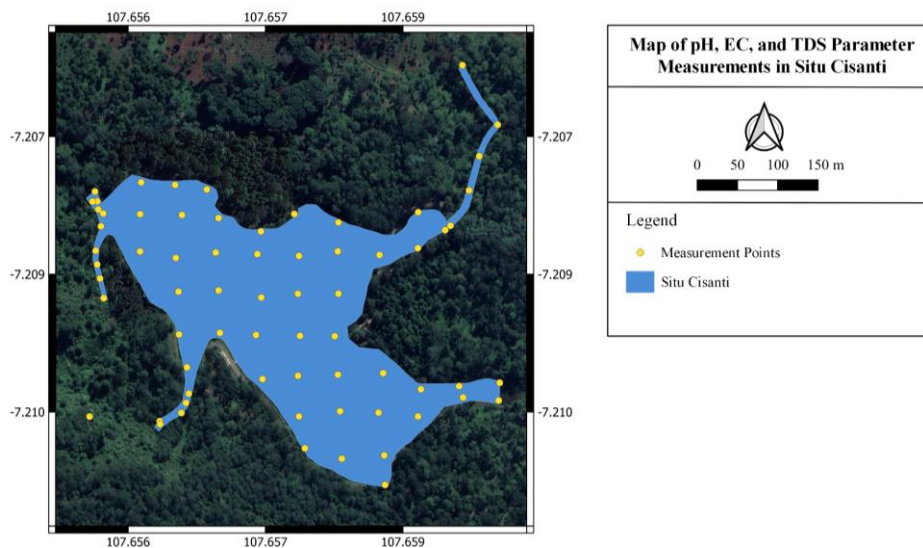 107.656 107.657 107.659
-7.207 -7.207
-7.209 -7.209
-7.210 -7.210
107.656 107.657 107.659
Map of pH, EC, and TDS Parameter
Measurements in Situ Cisanti
0 50 100 150 m
Legend
Measurement Points
Situ Cisanti